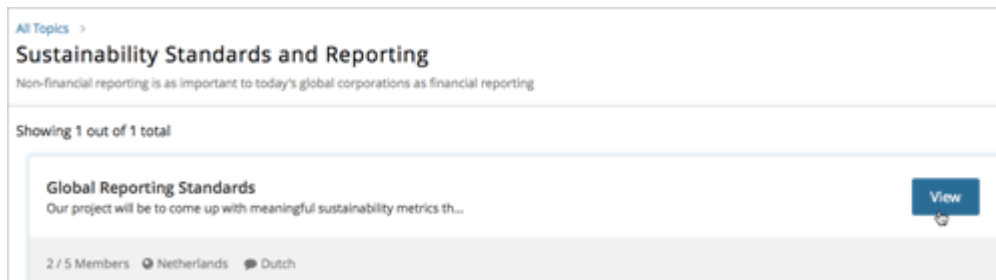 All Topics >
Sustainability Standards and Reporting
Non-financial reporting is as important to today's global corporations as financial reporting
Showing 1 out of 1 total
Global Reporting Standards
View
Our project will be to come up with meaningful sustainability metrics th...
2 / 5 Members Netherlands Dutch